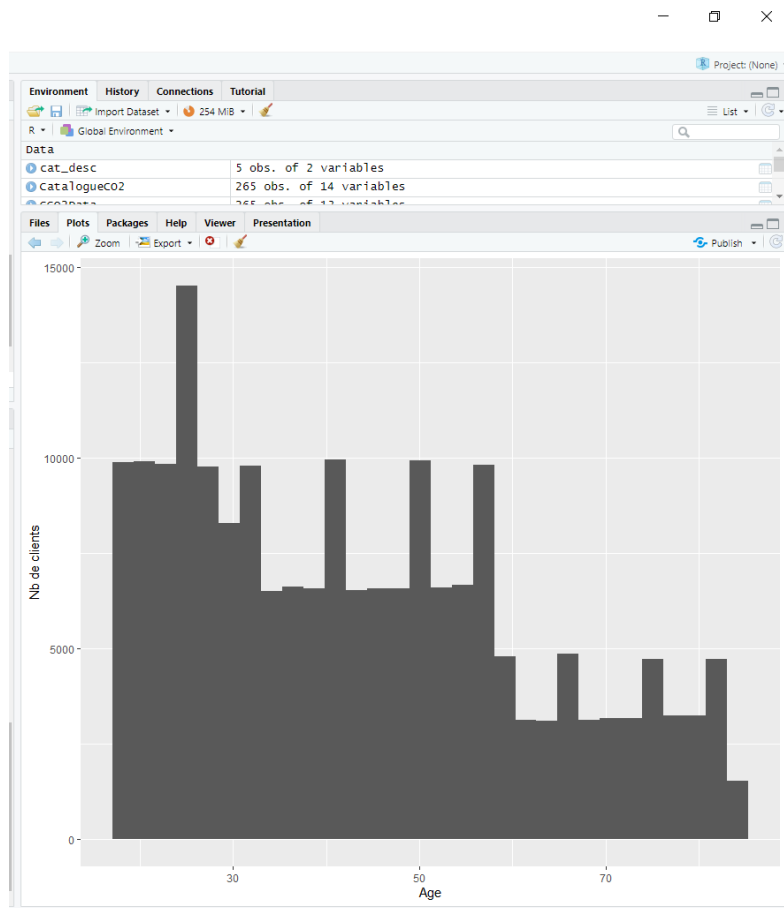 Project: (None)
Environment History Connections Tutorial
Import Dataset 254 MiB List
R Global Environment
Data
cat_desc 5 obs. of 2 variables
CatalogueCO2 265 obs. of 14 variables
Files Plots Packages Help Viewer Presentation
Zoom Export Publish
15000
10000
5000
0
Nb de clients
30 50 70
Age